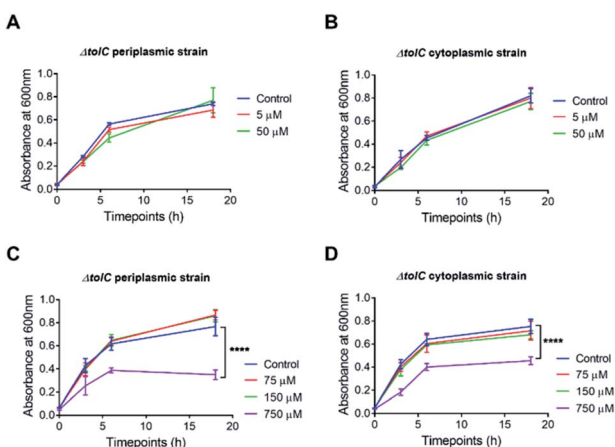 A
ΔtolC periplasmic strain
Absorbance at 600nm
1.0
0.8
0.6
0.4
0.2
0.0
0 5 10 15 20
Timepoints (h)
Control
5 μM
50 μM
B
ΔtolC cytoplasmic strain
Absorbance at 600nm
1.0
0.8
0.6
0.4
0.2
0.0
0 5 10 15 20
Timepoints (h)
Control
5 μM
50 μM
C
ΔtolC periplasmic strain
Absorbance at 600nm
1.0
0.8
0.6
0.4
0.2
0.0
0 5 10 15 20
Timepoints (h)
****
Control
75 μM
150 μM
750 μM
D
ΔtolC cytoplasmic strain
Absorbance at 600nm
1.0
0.8
0.6
0.4
0.2
0.0
0 5 10 15 20
Timepoints (h)
****
Control
75 μM
150 μM
750 μM